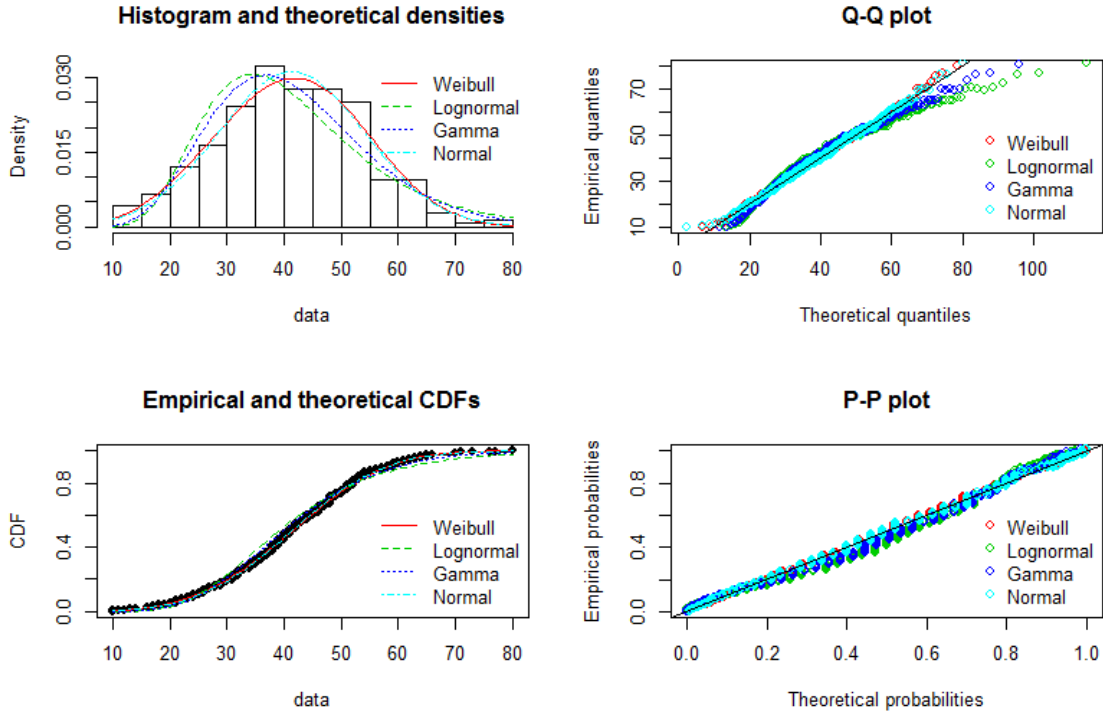 Histogram and theoretical densities
Density
0.000
0.015
0.030
Weibull
Lognormal
Gamma
Normal
10 20 30 40 50 60 70 80
data
Q-Q plot
Empirical quantiles
10
30
50
70
Weibull
Lognormal
Gamma
Normal
0 20 40 60 80 100
Theoretical quantiles
Empirical and theoretical CDFs
CDF
0.0
0.4
0.8
Weibull
Lognormal
Gamma
Normal
10 20 30 40 50 60 70 80
data
P-P plot
Empirical probabilities
0.0
0.4
0.8
Weibull
Lognormal
Gamma
Normal
0.0 0.2 0.4 0.6 0.8 1.0
Theoretical probabilities